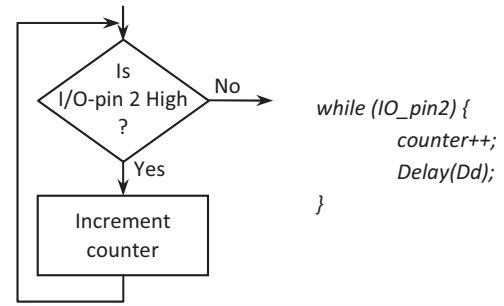 Is
I/O-pin 2 High
?
No
Yes
Increment
counter
while (IO_pin2) {
counter++;
Delay(Dd);
}